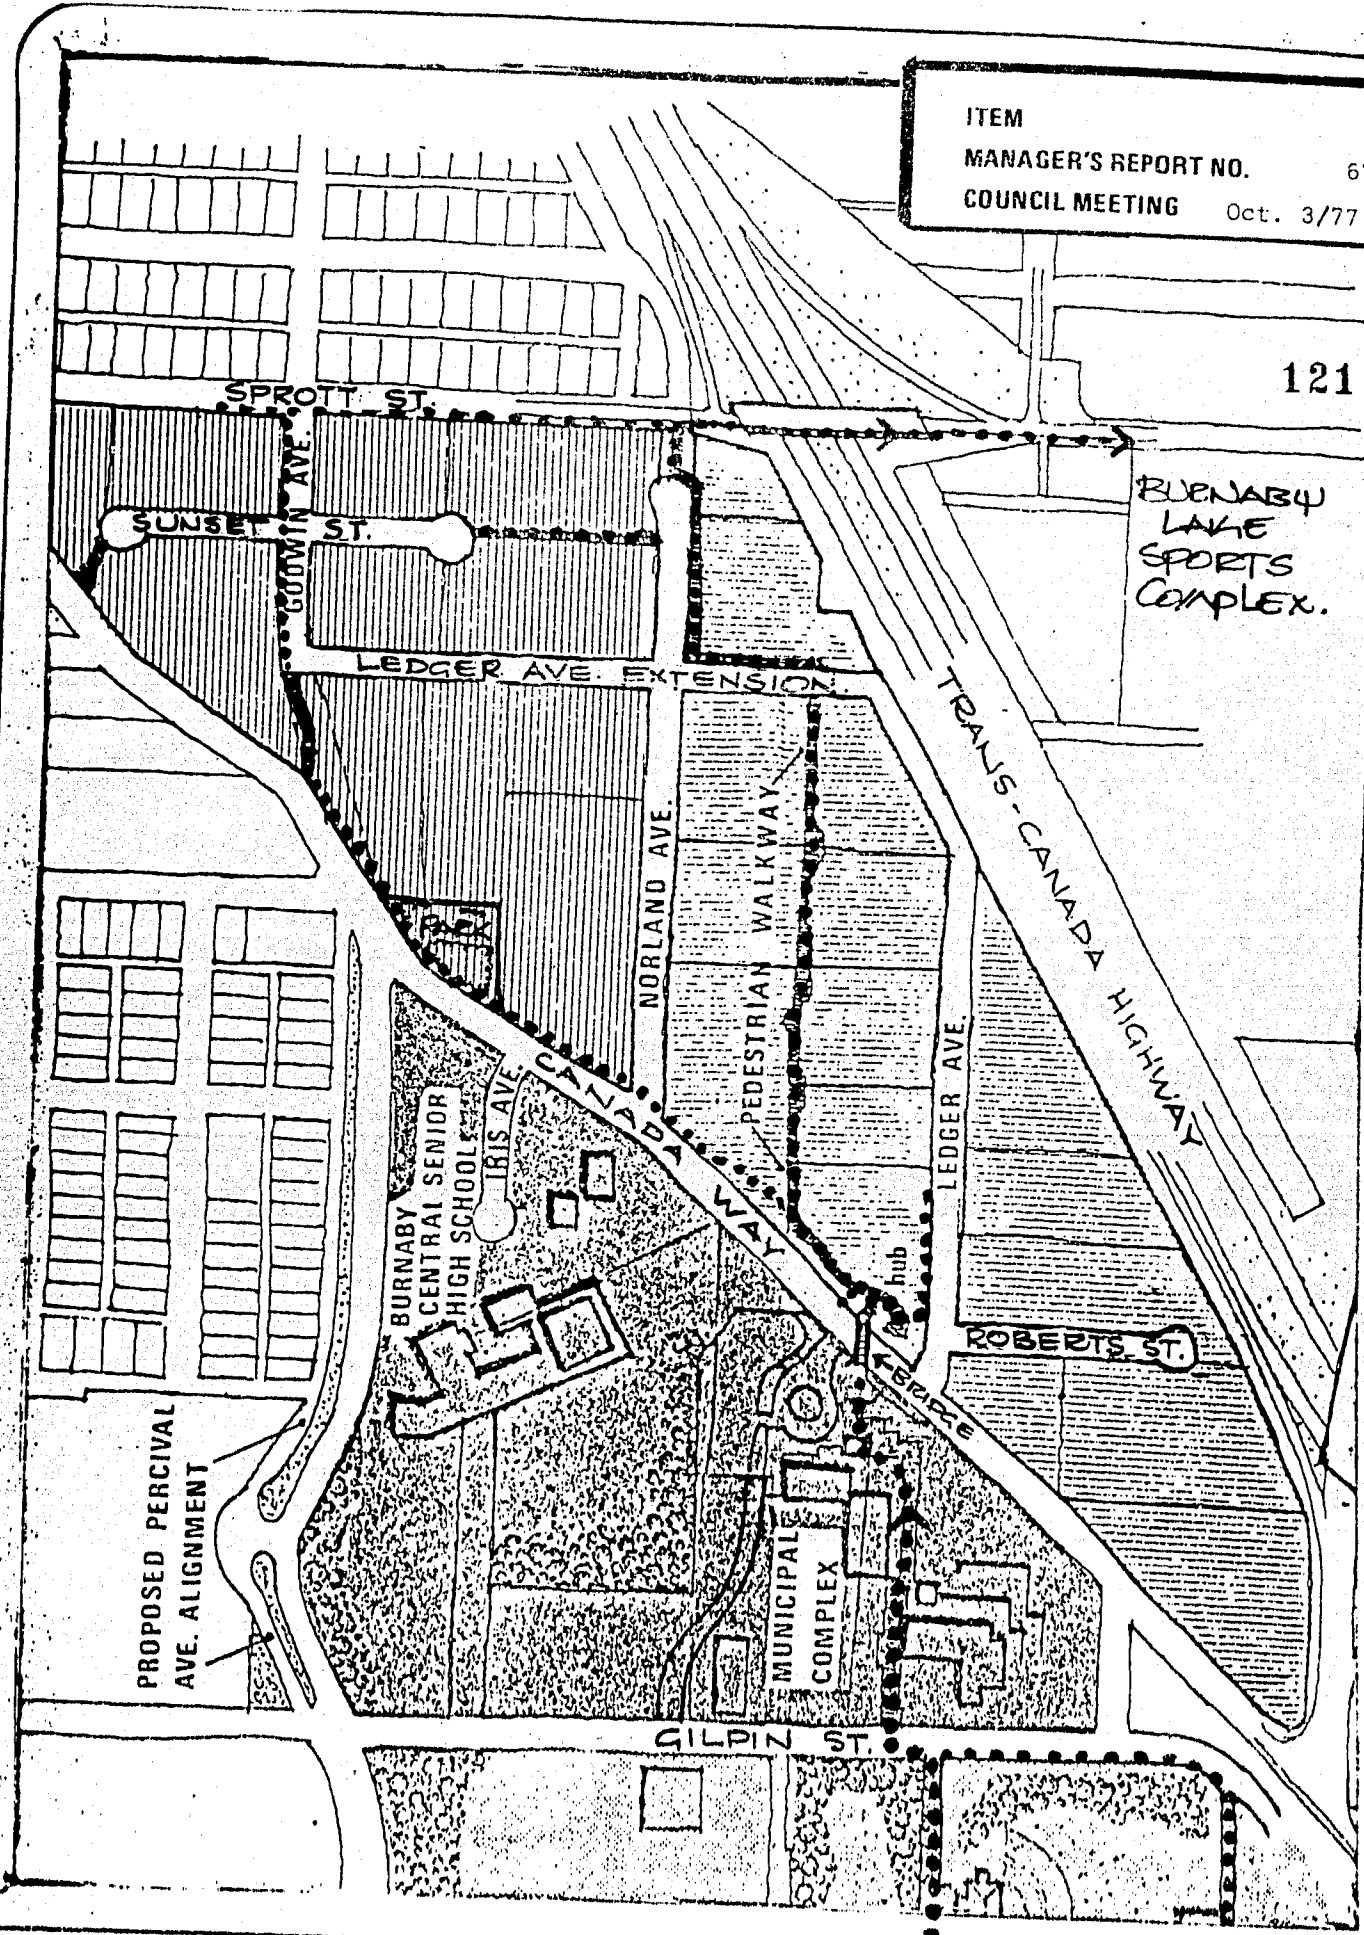 ITEM
MANAGER'S REPORT NO.
COUNCIL MEETING Oct. 3/77
121
SPROTT ST.
GODWIN AVE.
SUNSET ST.
BURNABY
LAKE
SPORTS
COMPLEX.
LEDGER AVE. EXTENSION
TRANS-CANADA HIGHWAY
NORLAND AVE.
PEDESTRIAN WALKWAY
LEDGER AVE.
CANADA WAY
IRIS AVE
BURNABY
CENTRAL SENIOR
HIGH SCHOOL
hub
ROBERTS ST.
BRIDGE
PROPOSED PERCIVAL
AVE. ALIGNMENT
MUNICIPAL
COMPLEX
GILPIN ST.